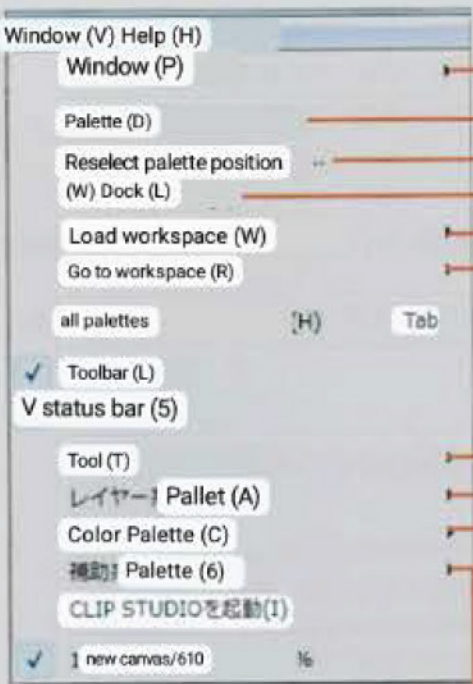 Window (V) Help (H)
Window (P)
Palette (D)
Reselect palette position
(W) Dock (L)
Load workspace (W)
Go to workspace (R)
all palettes (H) Tab
Toolbar (L)
V status bar (5)
Tool (T)
レイヤー Pallet (A)
Color Palette (C)
補助 Palette (6)
CLIP STUDIOを起動(I)
1 new canvas/610 %